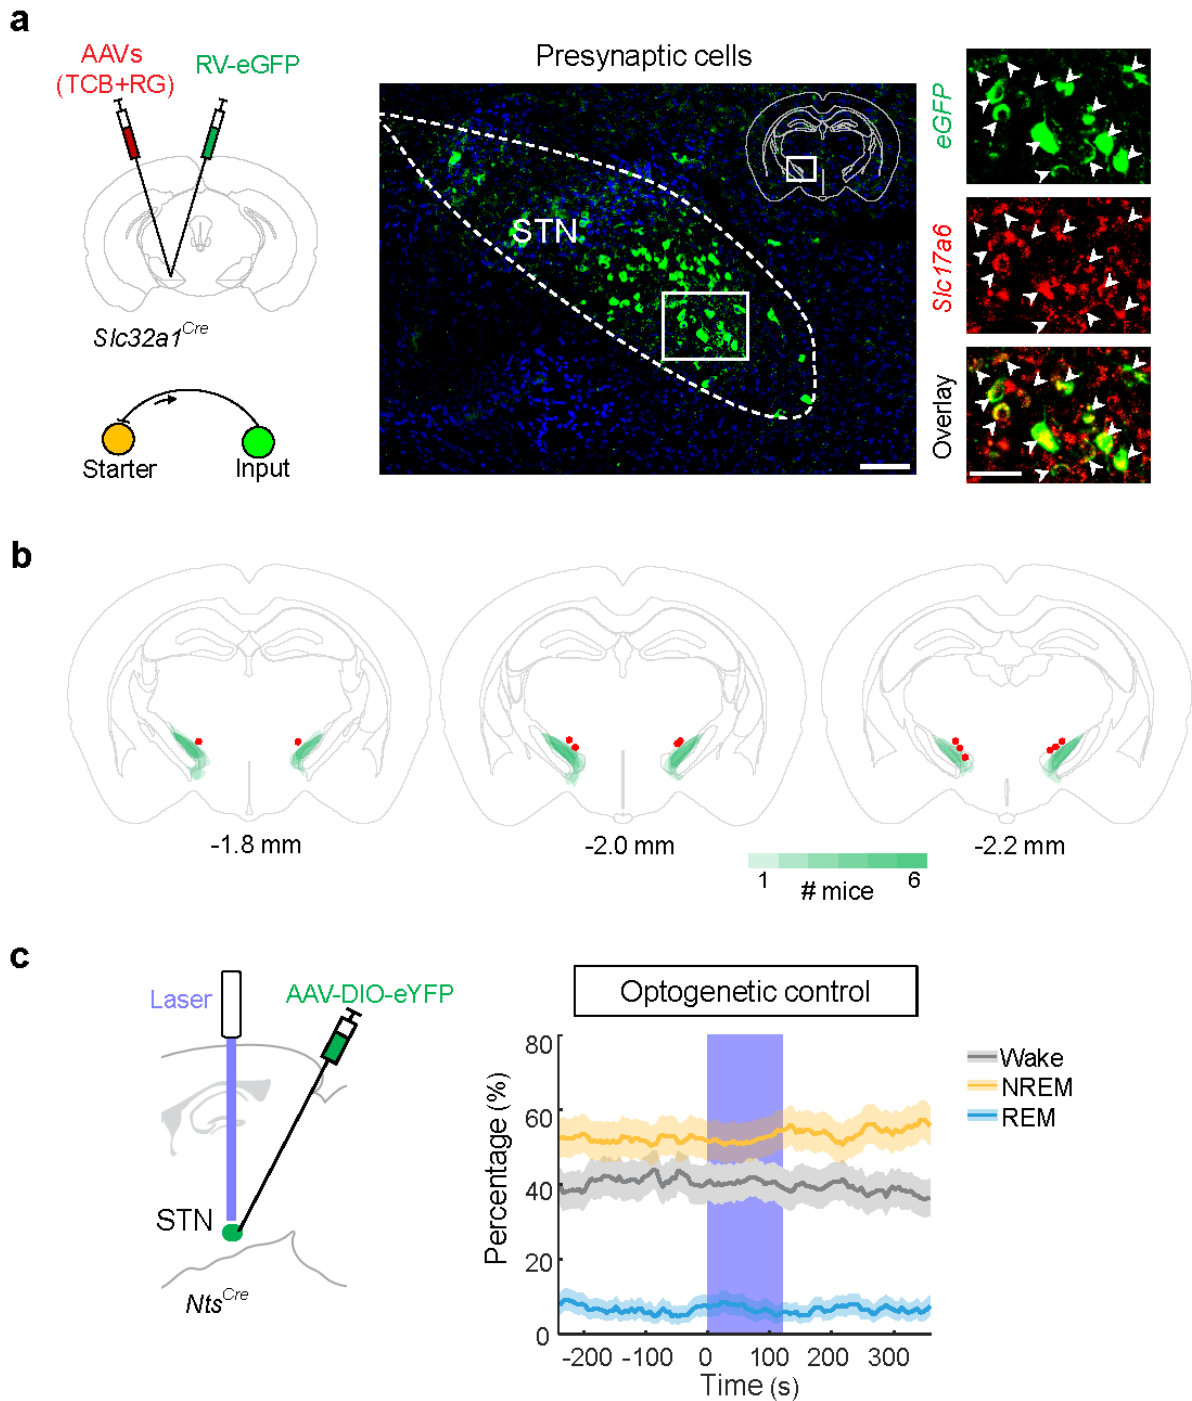 a
AAVs
(TCB+RG)
RV-eGFP
Slc32a1Cre
Starter
Input
Presynaptic cells
STN
eGFP
Slc17a6
Overlay
b
-1.8 mm
-2.0 mm
-2.2 mm
1
6
# mice
c
Laser
AAV-DIO-eYFP
STN
NtsCre
Optogenetic control
Percentage (%)
80
60
40
20
0
-200 -100 0 100 200 300
Time (s)
Wake
NREM
REM